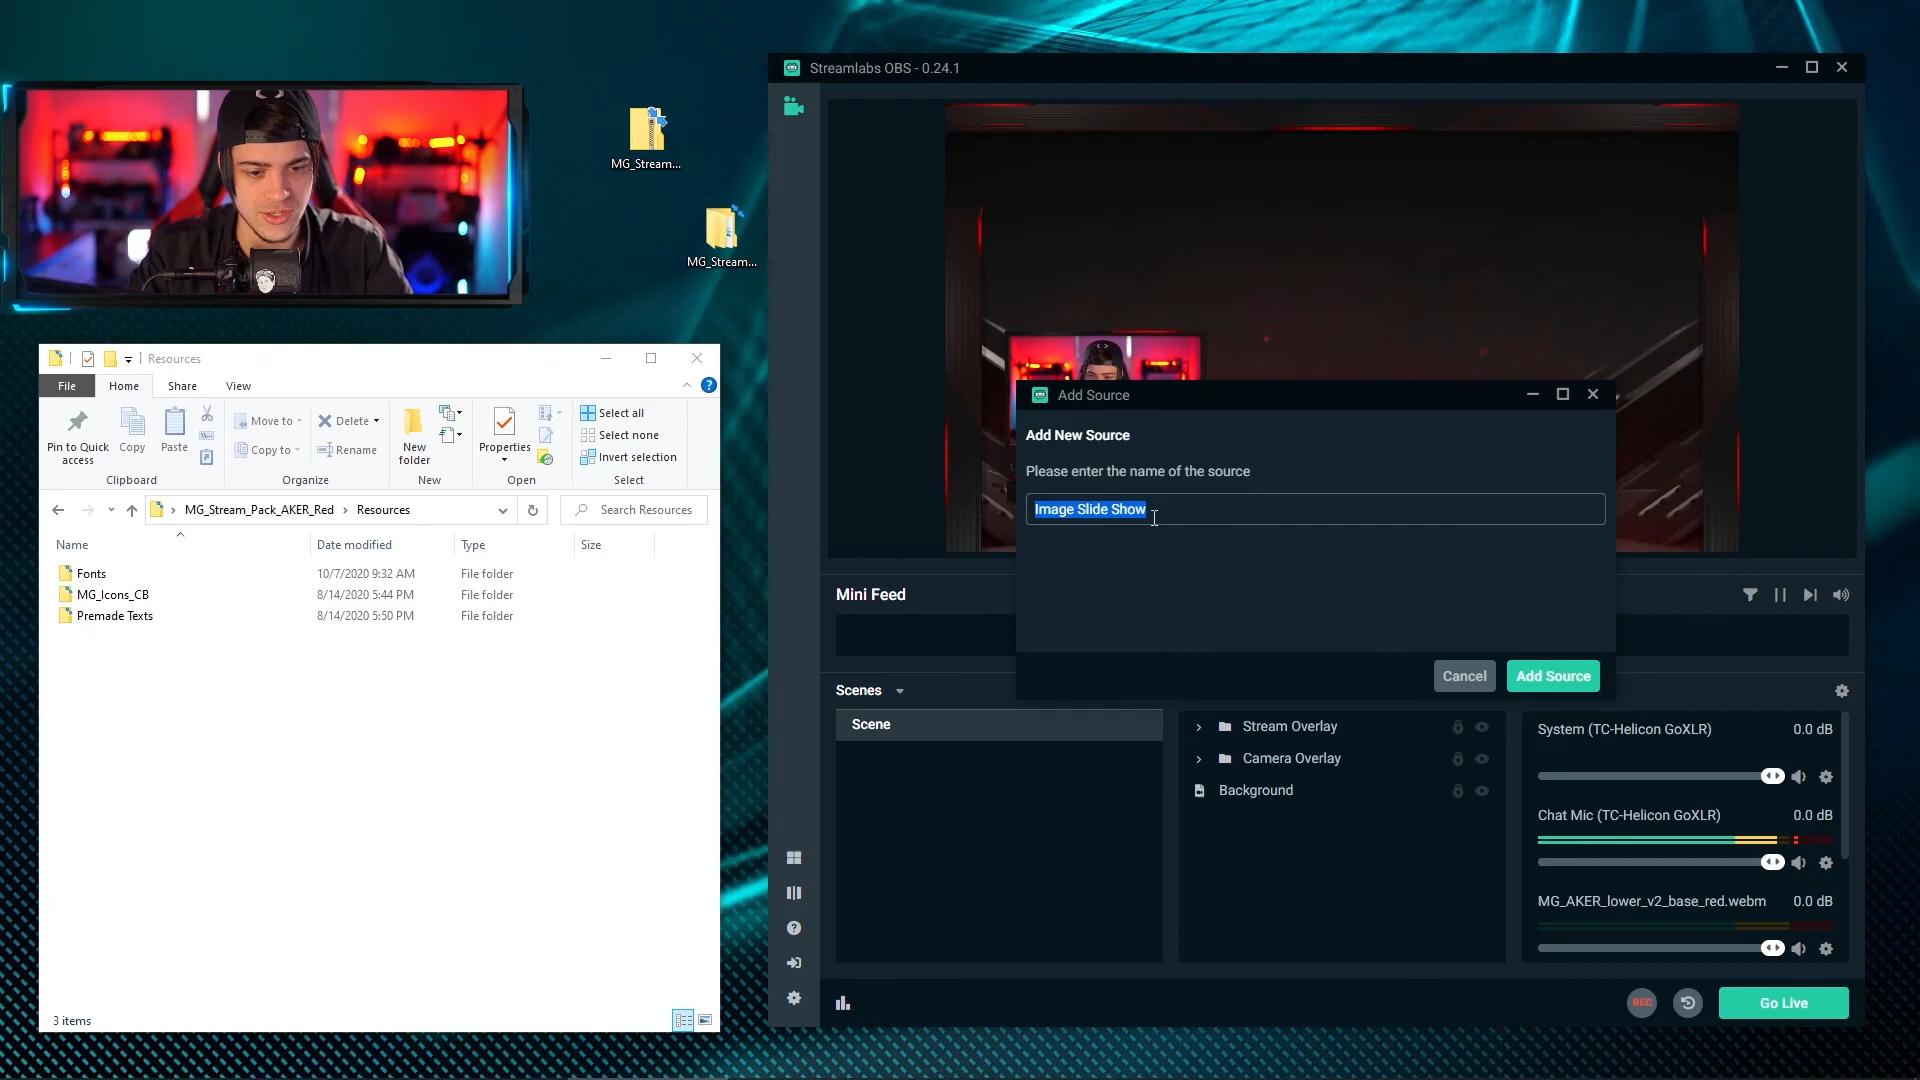 Streamlabs OBS - 0.24.1
MG_Stream...
MG_Stream...
Resources
File
Home
Share
View
Pin to Quick
access
Copy
Paste
Clipboard
Move to
Copy to
Delete
Rename
Organize
New
folder
New
Properties
Open
Select all
Select none
Invert selection
Select
MG_Stream_Pack_AKER_Red > Resources
Search Resources
Name
Date modified
Type
Size
Fonts 10/7/2020 9:32 AM File folder
MG_Icons_CB 8/14/2020 5:44 PM File folder
Premade Texts 8/14/2020 5:50 PM File folder
3 items
Add Source
Add New Source
Please enter the name of the source
Image Slide Show
Cancel
Add Source
Mini Feed
Scenes
Scene
Stream Overlay
Camera Overlay
Background
System (TC-Helicon GoXLR) 0.0 dB
Chat Mic (TC-Helicon GoXLR) 0.0 dB
MG_AKER_lower_v2_base_red.webm 0.0 dB
REC
Go Live